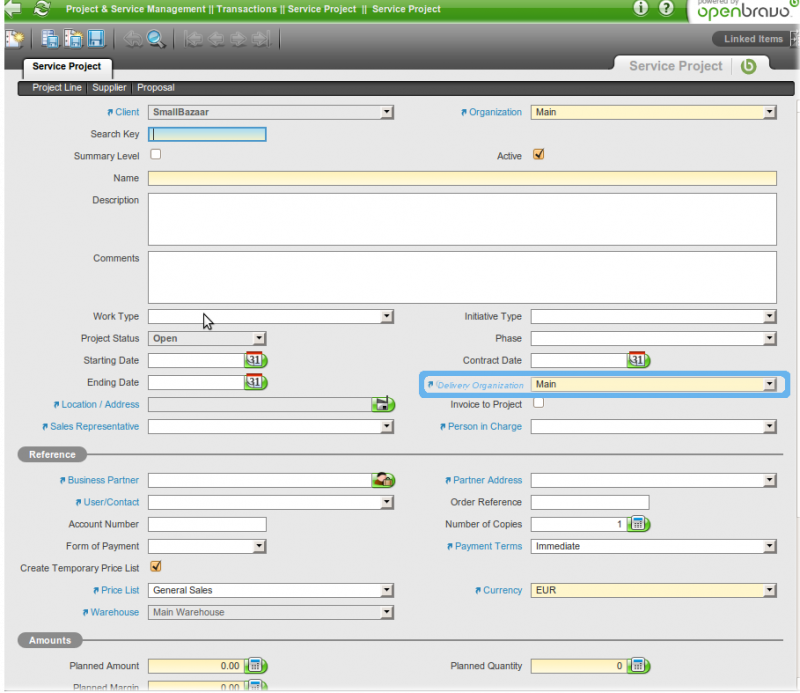 Project & Service Management || Transactions || Service Project || Service Project
powered by
openbravo
Linked Items
Service Project
Service Project
Project Line Supplier Proposal
Client SmallBazaar Organization Main
Search Key
Summary Level Active
Name
Description
Comments
Work Type Initiative Type
Project Status Open Phase
Starting Date 31 Contract Date 31
Ending Date 31 Delivery Organization Main
Location / Address Invoice to Project
Sales Representative Person in Charge
Reference
Business Partner Partner Address
User/Contact Order Reference
Account Number Number of Copies 1
Form of Payment Payment Terms Immediate
Create Temporary Price List
Price List General Sales Currency EUR
Warehouse Main Warehouse
Amounts
Planned Amount 0.00 Planned Quantity 0
Planned Margin 0.00